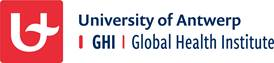 University of Antwerp
GHI | Global Health Institute